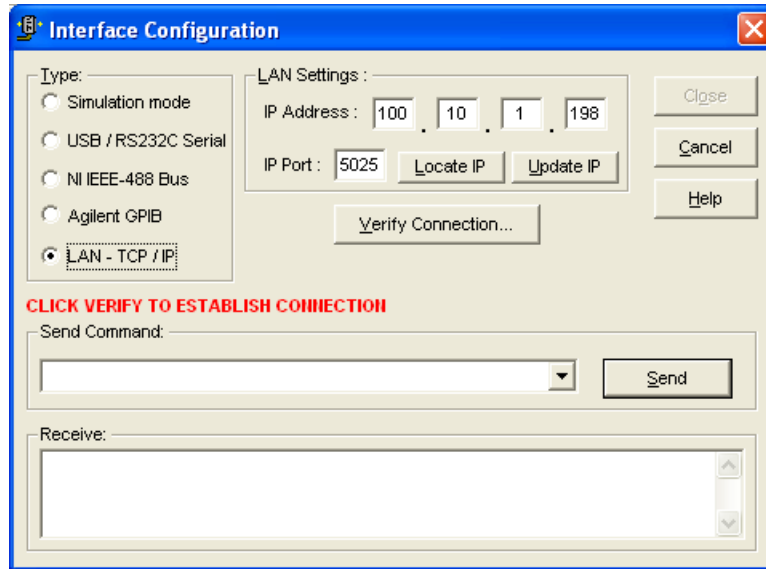 Interface Configuration
Type:
Simulation mode
USB / RS232C Serial
NI IEEE-488 Bus
Agilent GPIB
LAN - TCP / IP
LAN Settings :
IP Address : 100 . 10 . 1 . 198
IP Port : 5025 Locate IP Update IP
Verify Connection...
Close
Cancel
Help
CLICK VERIFY TO ESTABLISH CONNECTION
Send Command:
Send
Receive: